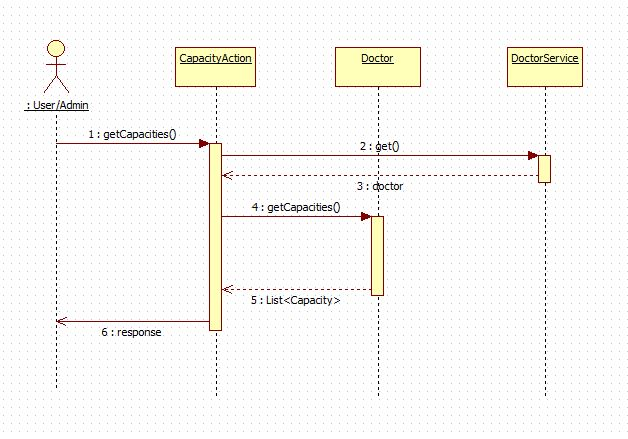 CapacityAction
Doctor
DoctorService
: User/Admin
1 : getCapacities()
2 : get()
3 : doctor
4 : getCapacities()
5 : List<Capacity>
6 : response